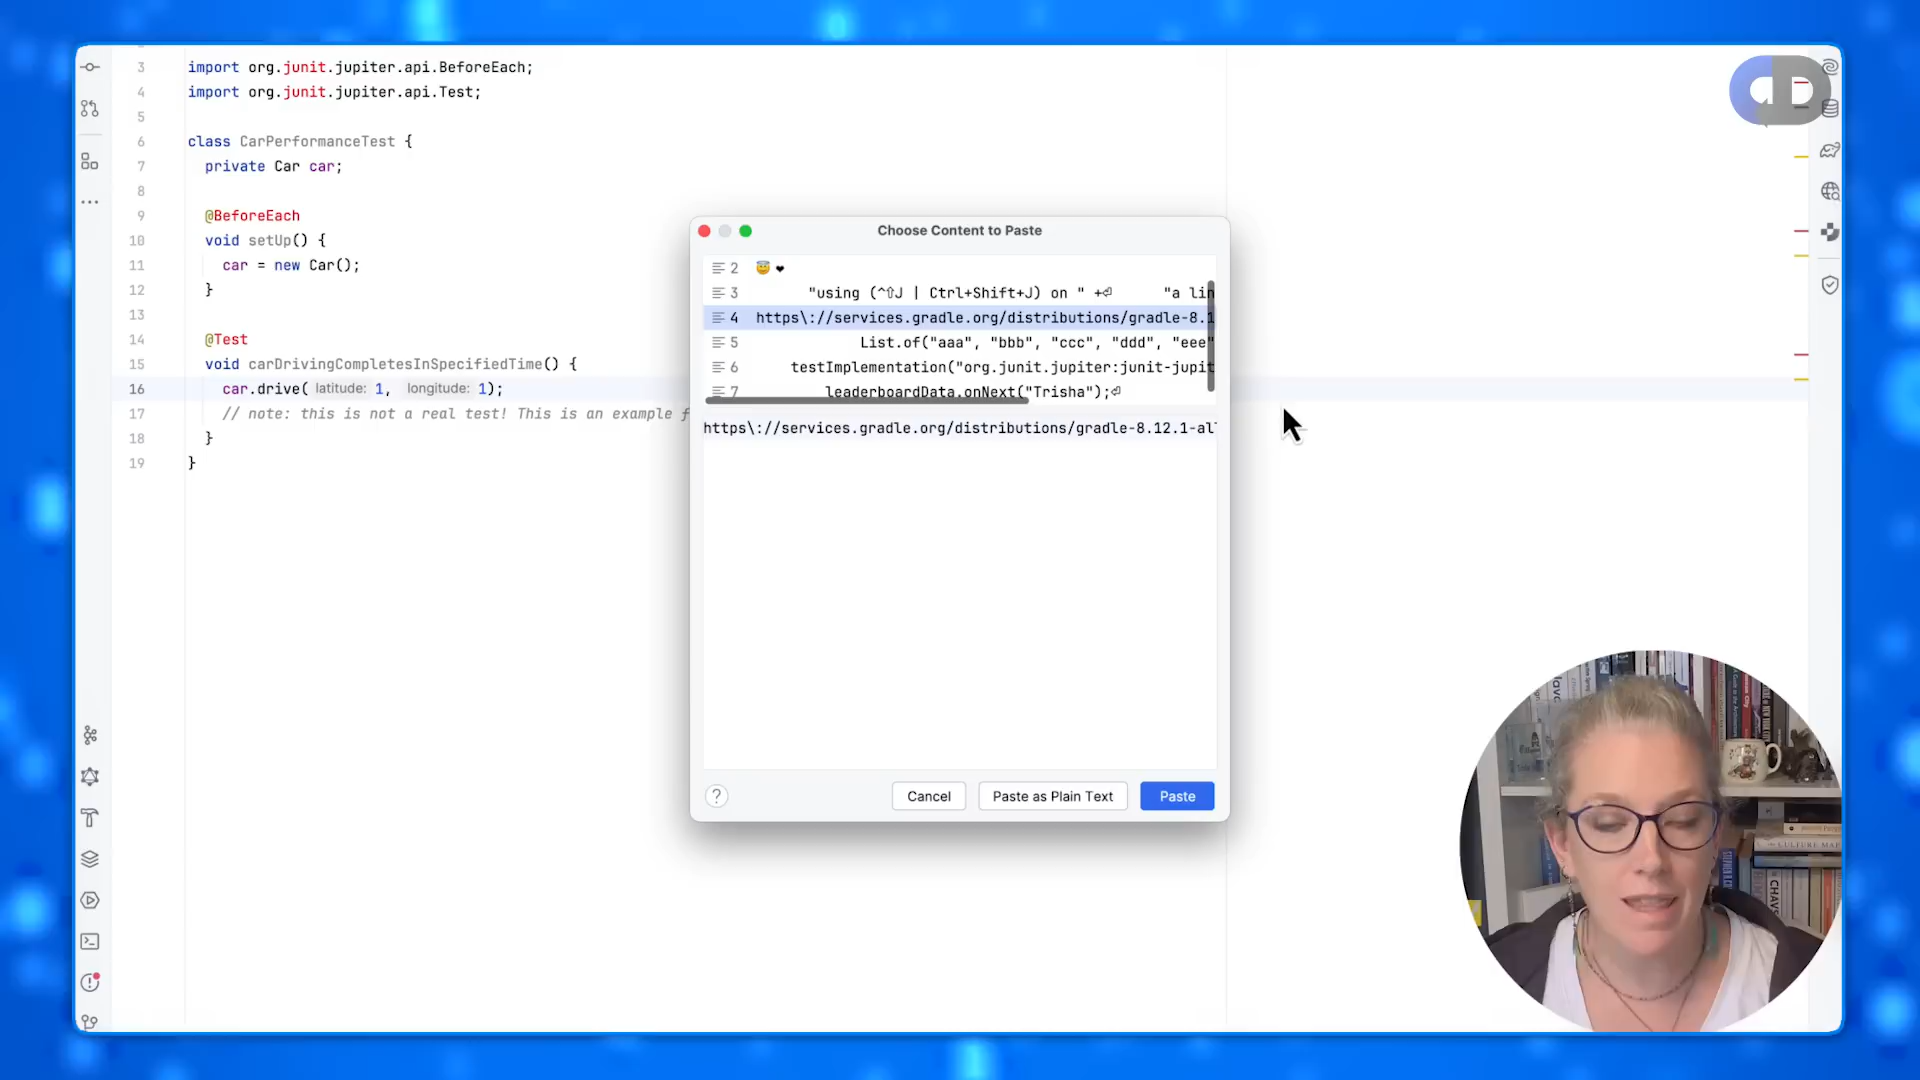 3 import org.junit.jupiter.api.BeforeEach;
4 import org.junit.jupiter.api.Test;
5
6 class CarPerformanceTest {
7 private Car car;
8
9 @BeforeEach
10 void setUp() {
11 car = new Car();
12 }
13
14 @Test
15 void carDrivingCompletesInSpecifiedTime() {
16 car.drive( latitude: 1, longitude: 1);
17 // note: this is not a real test! This is an example f
18 }
19 }
Choose Content to Paste
2 😇 ❤
3 "using (^⇧J | Ctrl+Shift+J) on " +⏎ "a lin
4 https\://services.gradle.org/distributions/gradle-8.1
5 List.of("aaa", "bbb", "ccc", "ddd", "eee"
6 testImplementation("org.junit.jupiter:junit-jupit
7 leaderboardData.onNext("Trisha");⏎
https\://services.gradle.org/distributions/gradle-8.12.1-al
?
Cancel
Paste as Plain Text
Paste
CD
CULTURE MAP
CHAVS